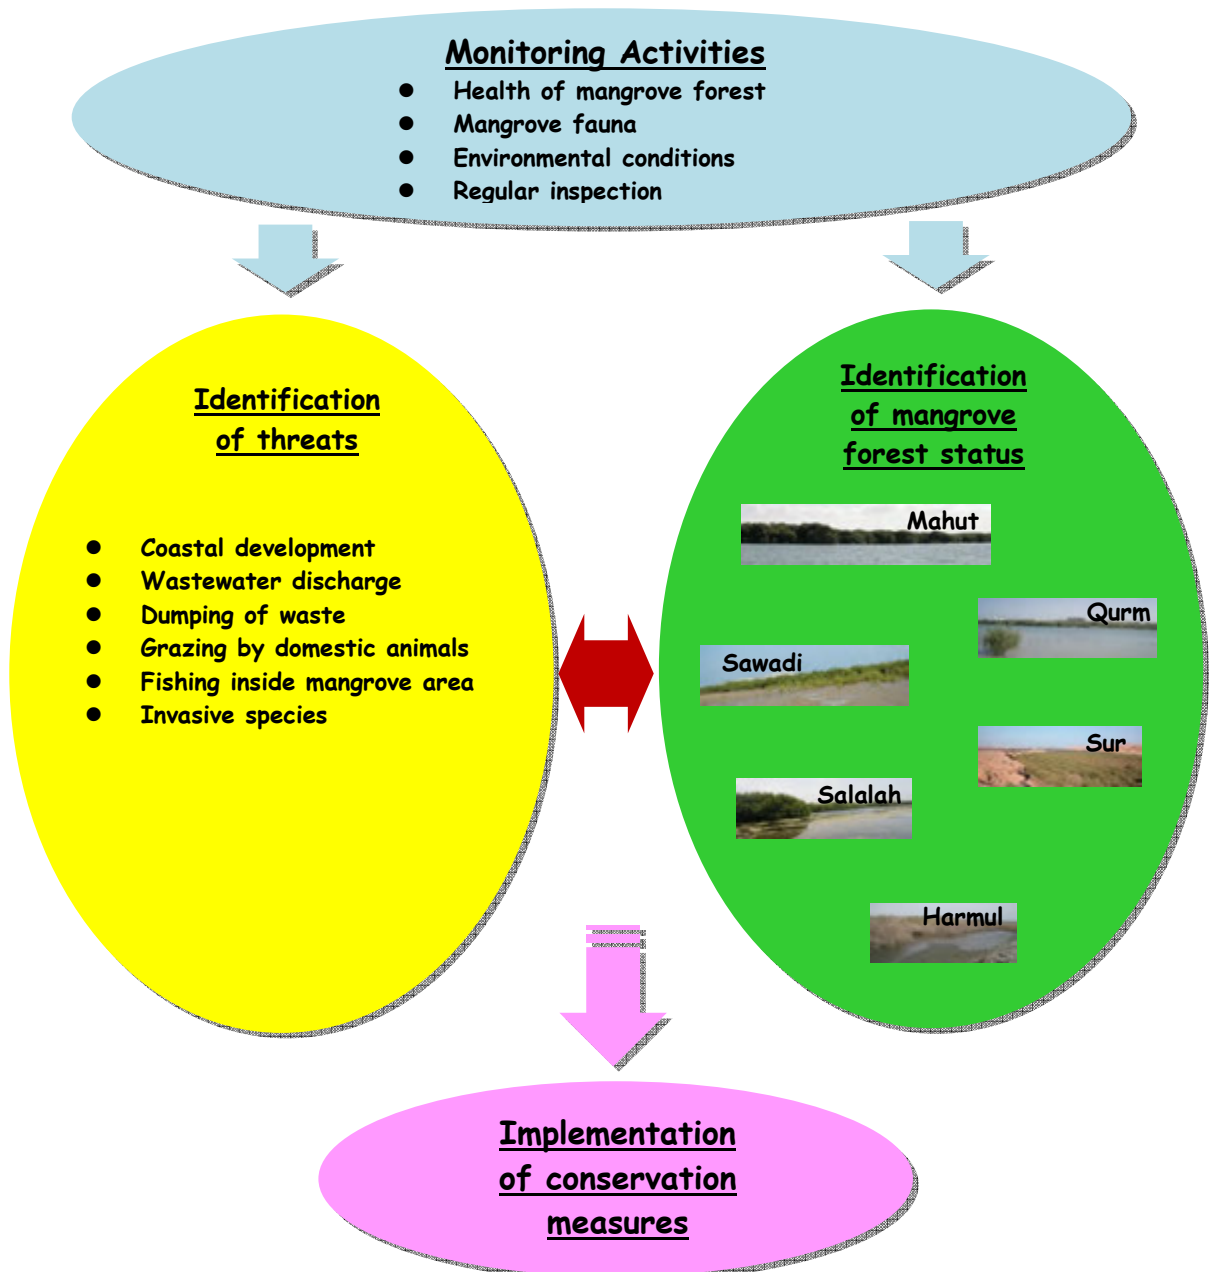 Monitoring Activities
● Health of mangrove forest
● Mangrove fauna
● Environmental conditions
● Regular inspection
Identification
of threats
● Coastal development
● Wastewater discharge
● Dumping of waste
● Grazing by domestic animals
● Fishing inside mangrove area
● Invasive species
Identification
of mangrove
forest status
Mahut
Qurm
Sawadi
Sur
Salalah
Harmul
Implementation
of conservation
measures